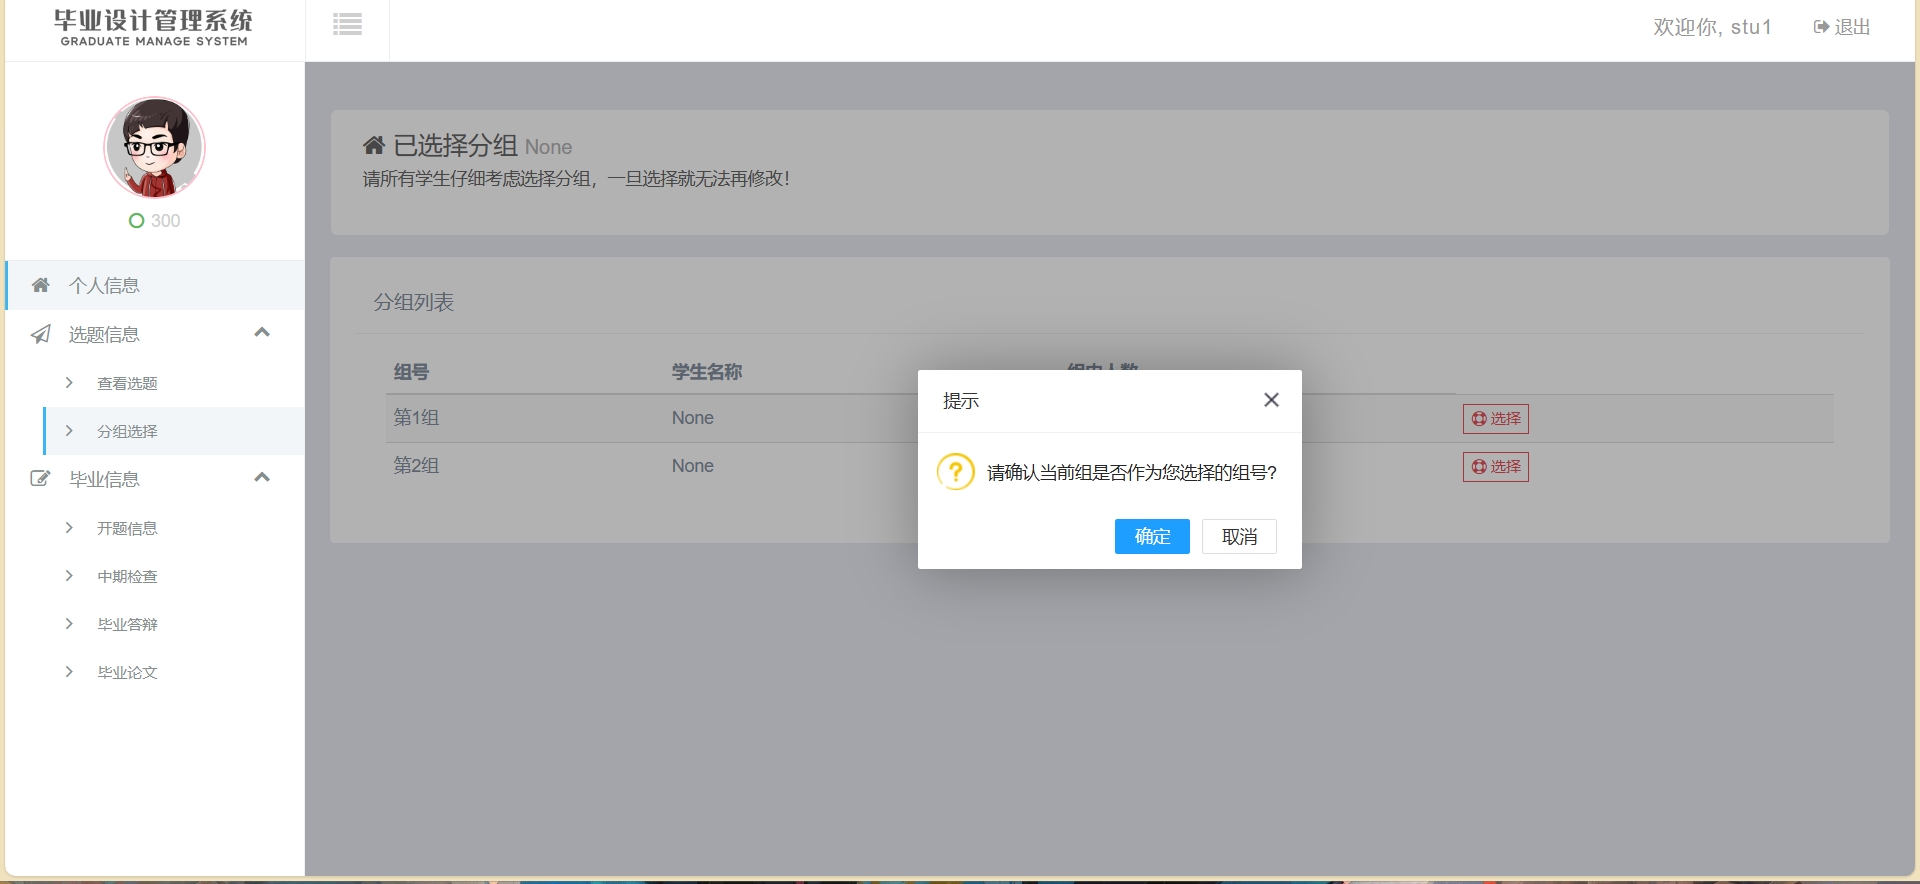 毕业设计管理系统
GRADUATE MANAGE SYSTEM
欢迎你, stu1
退出
300
个人信息
选题信息
查看选题
分组选择
毕业信息
开题信息
中期检查
毕业答辩
毕业论文
已选择分组 None
请所有学生仔细考虑选择分组，一旦选择就无法再修改！
分组列表
组号 学生名称 组内人数
第1组 None 选择
第2组 None 选择
提示
请确认当前组是否作为您选择的组号?
确定 取消